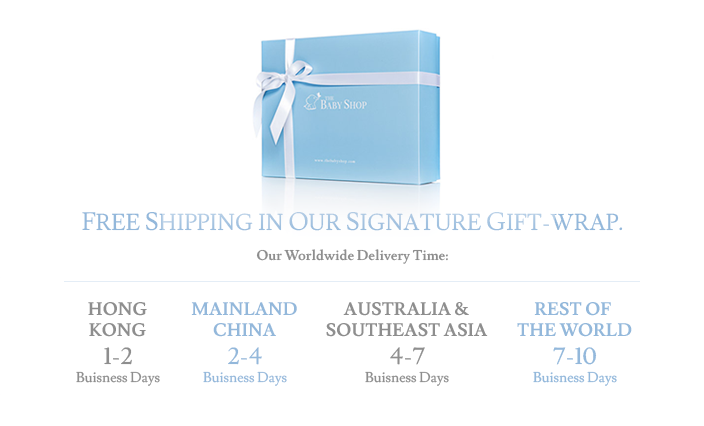 THE
BABY SHOP
FREE SHIPPING IN OUR SIGNATURE GIFT-WRAP.
Our Worldwide Delivery Time:
HONG
KONG
1-2
Buisness Days
MAINLAND
CHINA
2-4
Buisness Days
AUSTRALIA &
SOUTHEAST ASIA
4-7
Buisness Days
REST OF
THE WORLD
7-10
Buisness Days